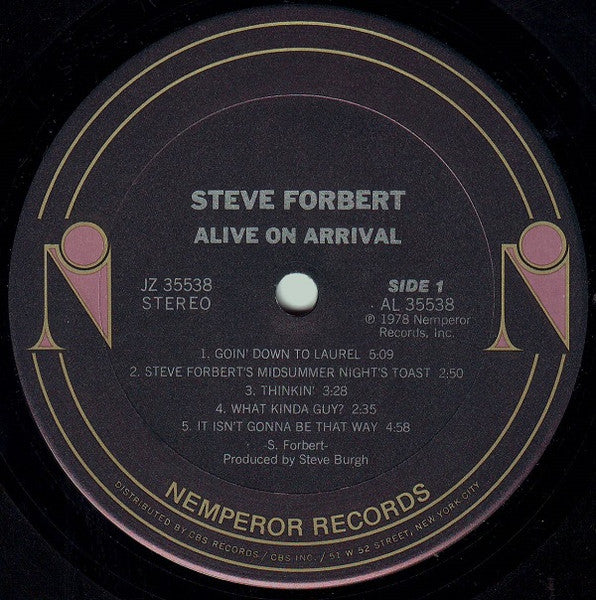 STEVE FORBERT
ALIVE ON ARRIVAL
JZ 35538
STEREO
SIDE 1
AL 35538
℗ 1978 Nemperor
Records, Inc.
1. GOIN' DOWN TO LAUREL 5:09
2. STEVE FORBERT'S MIDSUMMER NIGHT'S TOAST 2:50
3. THINKIN' 3:28
4. WHAT KINDA GUY? 2:35
5. IT ISN'T GONNA BE THAT WAY 4:58
-S. Forbert-
Produced by Steve Burgh
NEMPEROR RECORDS
DISTRIBUTED BY CBS RECORDS / CBS INC. / 51 W 52 STREET, NEW YORK CITY